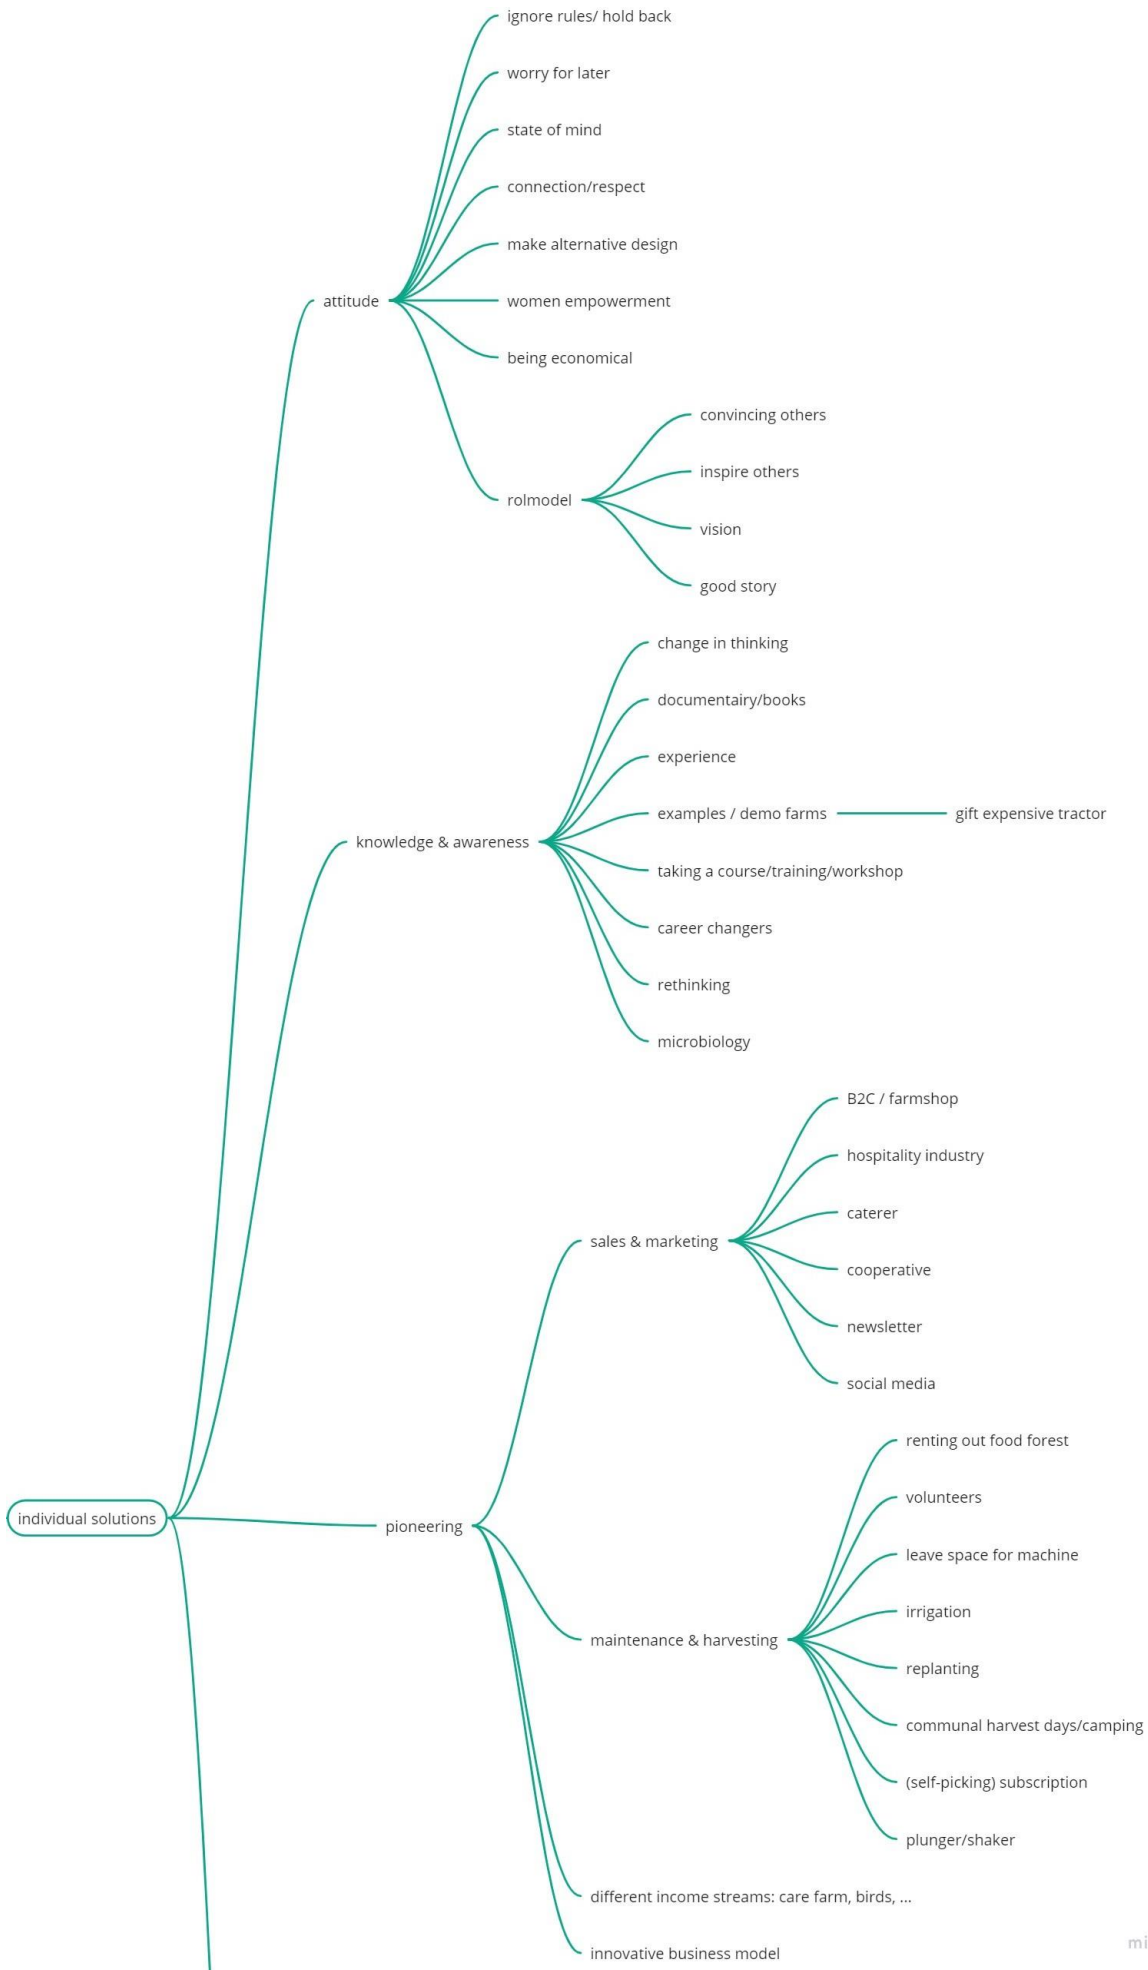 ignore rules/ hold back
worry for later
state of mind
connection/respect
make alternative design
attitude
women empowerment
being economical
convincing others
inspire others
rolmodel
vision
good story
change in thinking
documentairy/books
experience
examples / demo farms
gift expensive tractor
knowledge & awareness
taking a course/training/workshop
career changers
rethinking
microbiology
B2C / farmshop
hospitality industry
caterer
sales & marketing
cooperative
newsletter
social media
renting out food forest
volunteers
individual solutions
pioneering
leave space for machine
irrigation
maintenance & harvesting
replanting
communal harvest days/camping
(self-picking) subscription
plunger/shaker
different income streams: care farm, birds, ...
mi
innovative business model